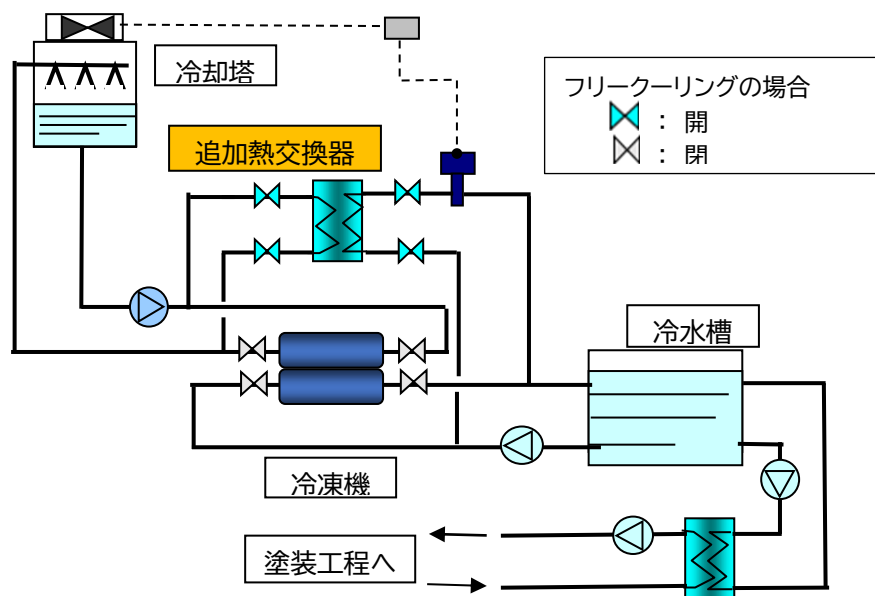 冷却塔
フリークーリングの場合
： 開
： 閉
追加熱交換器
冷水槽
冷凍機
塗装工程へ